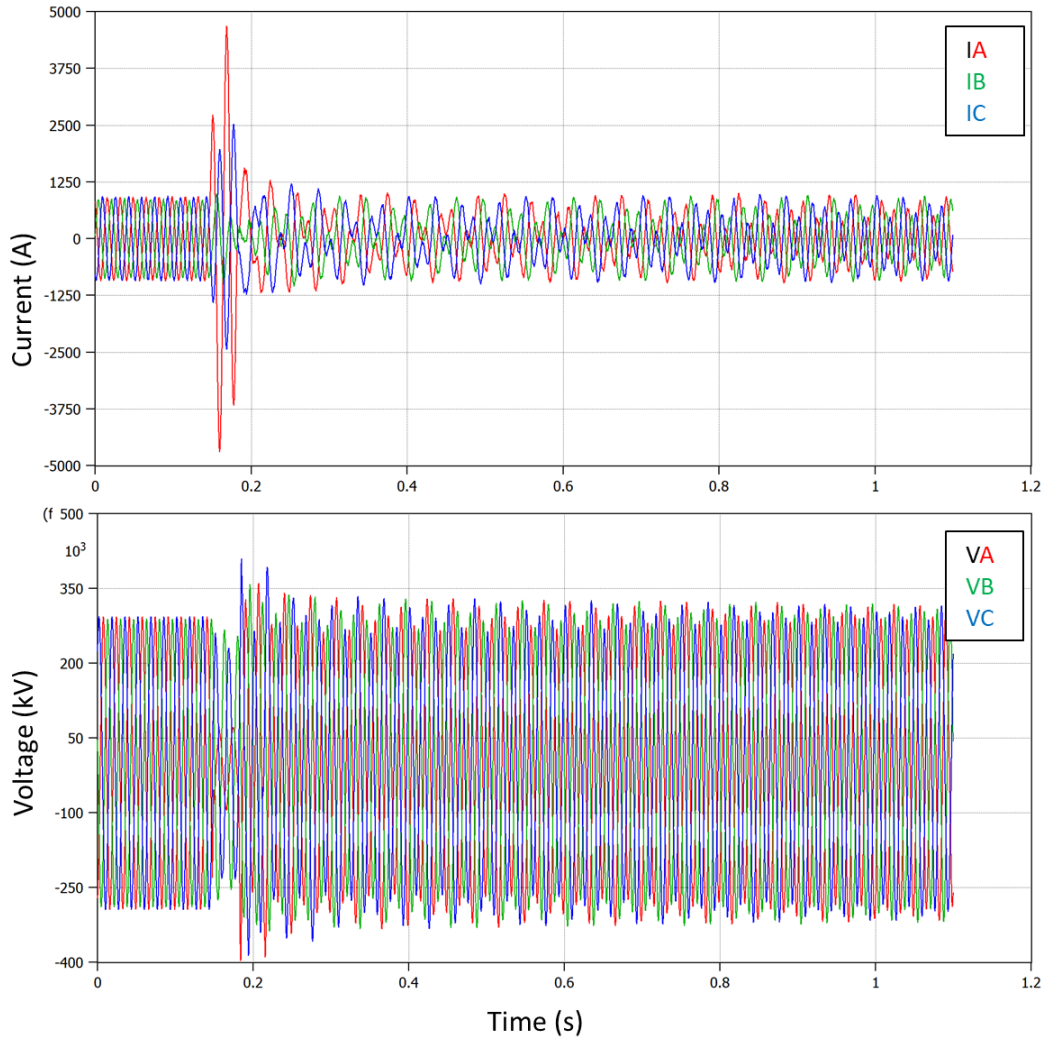 5000
3750
2500
1250
0
-1250
-2500
-3750
-5000
Current (A)
IA
IB
IC
0 0.2 0.4 0.6 0.8 1 1.2
(f 500
10³
350
200
50
-100
-250
-400
Voltage (kV)
VA
VB
VC
0 0.2 0.4 0.6 0.8 1 1.2
Time (s)